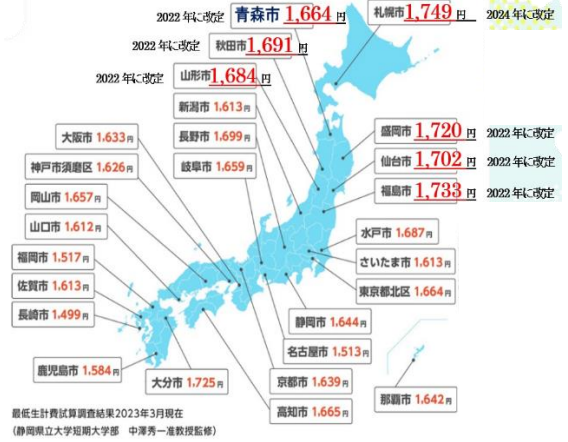 2022年に改定 青森市 1,664円
札幌市 1,749円 2024年に改定
2022年に改定 秋田市 1,691円
2022年に改定 山形市 1,684円
新潟市 1.613円
大阪市 1.633円
長野市 1.699円
盛岡市 1,720円 2022年に改定
神戸市須磨区 1.626円
岐阜市 1.659円
仙台市 1,702円 2022年に改定
岡山市 1.657円
福島市 1,733円 2022年に改定
山口市 1.612円
水戸市 1.687円
福岡市 1.517円
さいたま市 1.613円
佐賀市 1.613円
東京都北区 1.664円
長崎市 1.499円
静岡市 1.644円
名古屋市 1.513円
鹿児島市 1.584円
大分市 1.725円
京都市 1.639円
那覇市 1.642円
高知市 1.665円
最低生計費試算調査結果2023年3月現在
(静岡県立大学短期大学部 中澤秀一准教授監修)